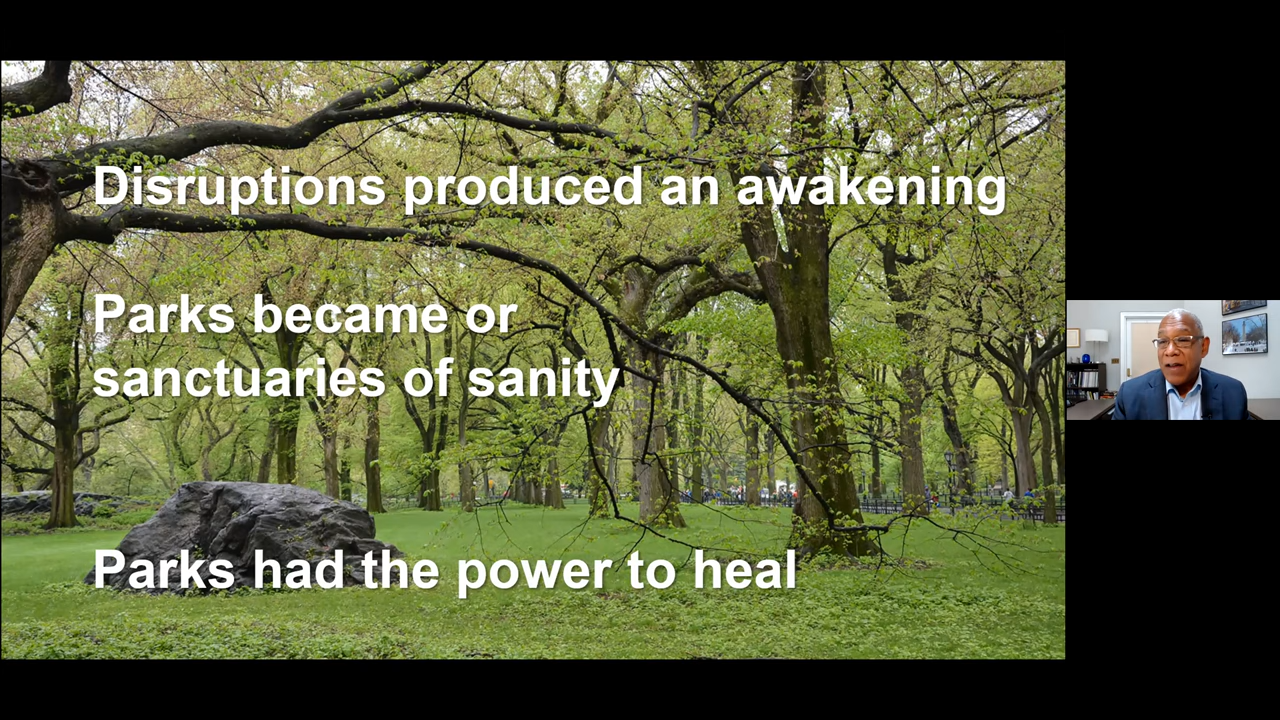 Disruptions produced an awakening
Parks became or
sanctuaries of sanity
Parks had the power to heal